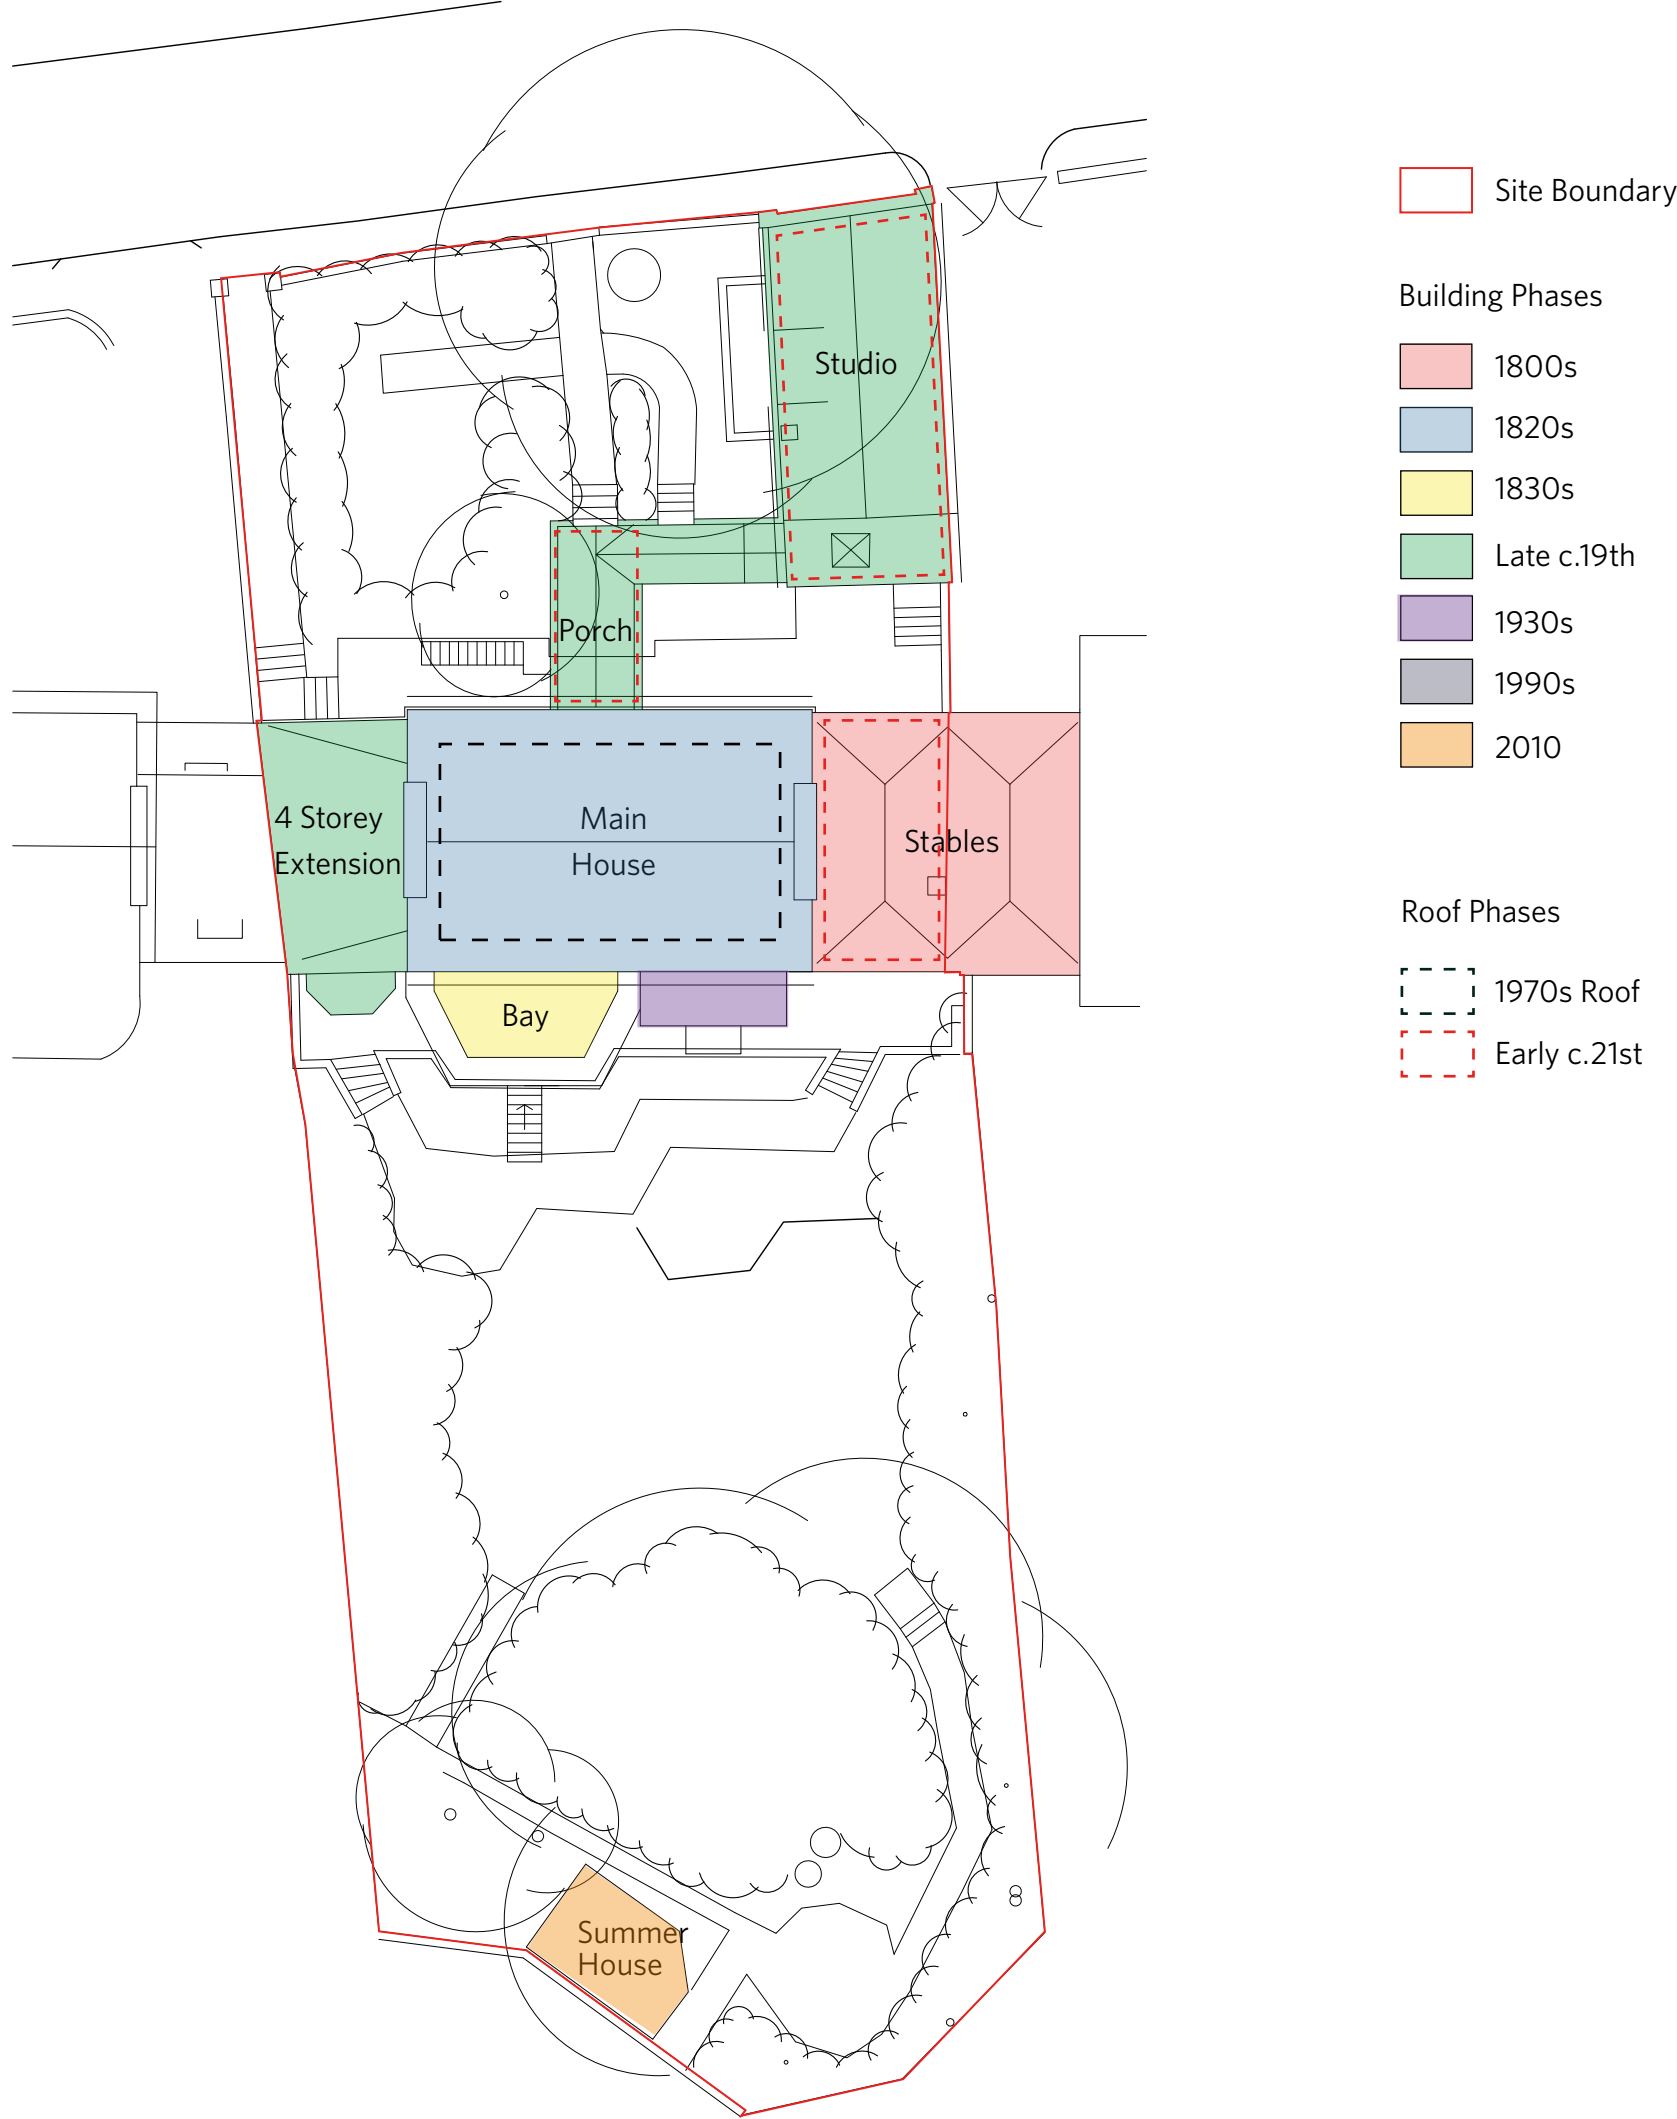 Site Boundary
Building Phases
1800s
1820s
1830s
Late c.19th
1930s
1990s
2010
Roof Phases
1970s Roof
Early c.21st
Studio
Porch
4 Storey
Extension
Main
House
Stables
Bay
Summer
House